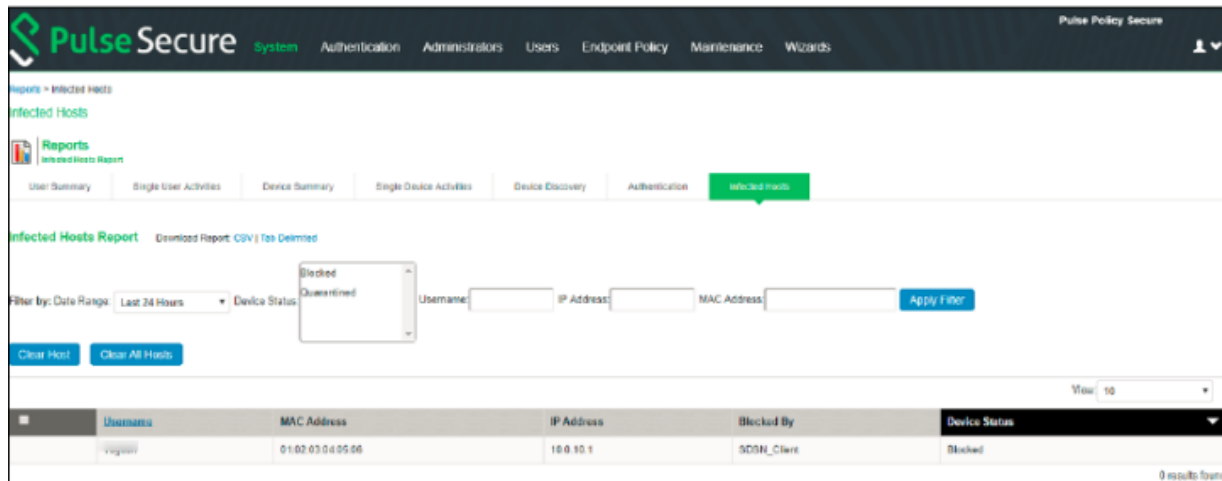 Pulse Policy Secure
Pulse Secure System Authentication Administrators Users Endpoint Policy Maintenance Wizards
Reports > Infected Hosts
Infected Hosts
Reports
Infected Hosts Report
User Summary Single User Activities Device Summary Single Device Activities Device Discovery Authentication Infected Hosts
Infected Hosts Report Download Report: CSV | Tab Delimited
Blocked
Quarantined
Filter by: Date Range: Last 24 Hours Device Status: Username: IP Address: MAC Address: Apply Filter
Clear Host Clear All Hosts
View: 10
Username MAC Address IP Address Blocked By Device Status
01:02:03:04:05:06 10.0.10.1 SDSN_Client Blocked
0 results found